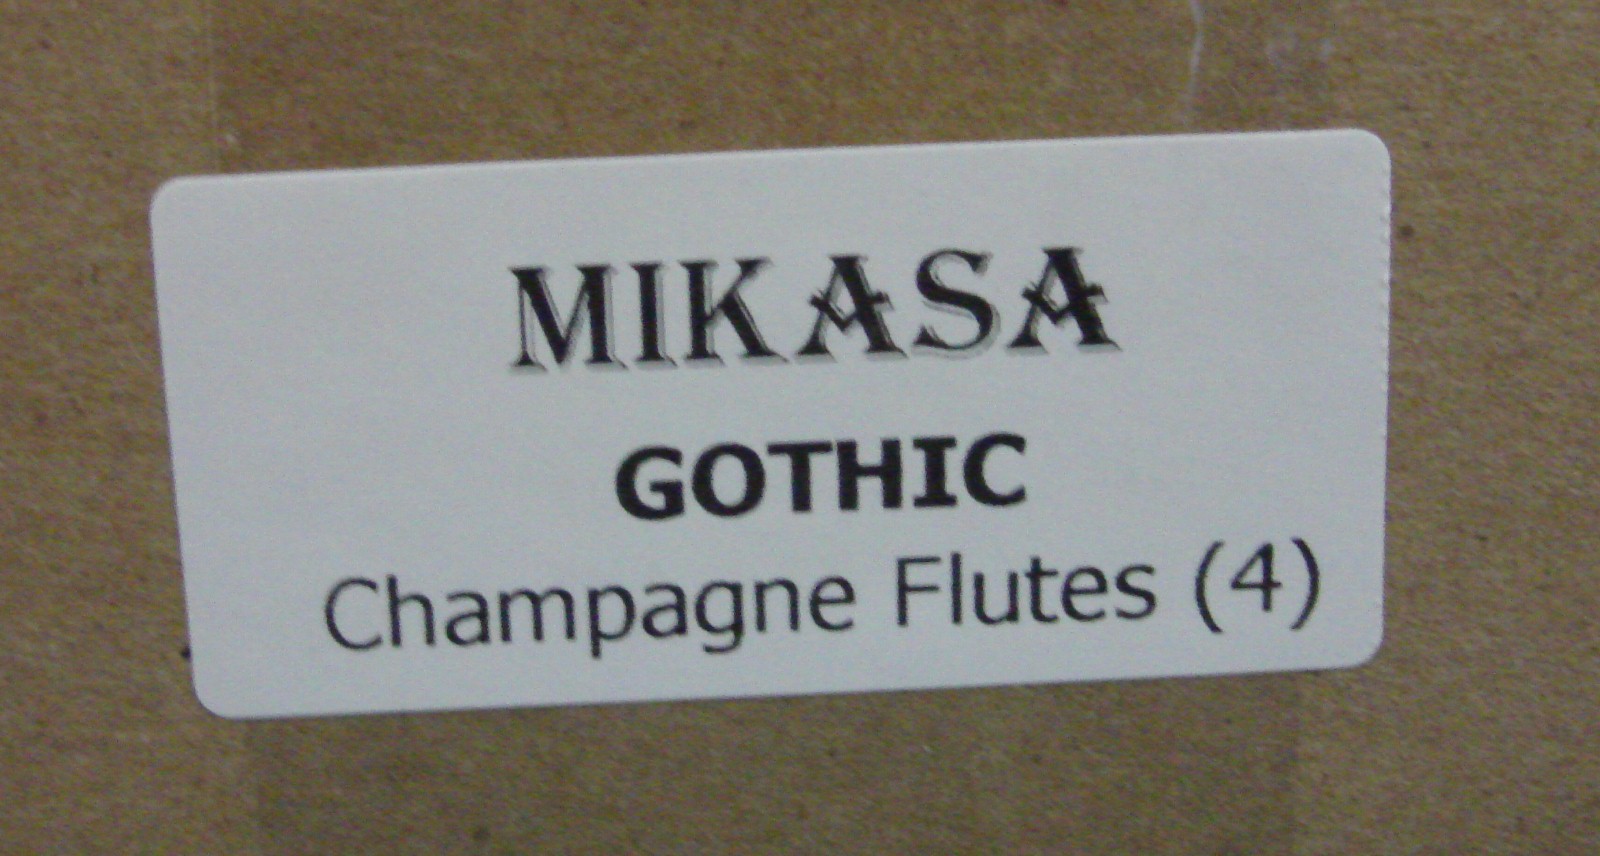 MIKASA
GOTHIC
Champagne Flutes (4)